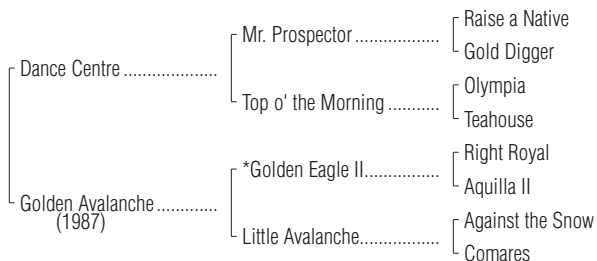 Raise a Native
Mr. Prospector ..................
Gold Digger
Dance Centre ....................
Olympia
Top o' the Morning ...........
Teahouse
Right Royal
*Golden Eagle II................
Aquilla II
Golden Avalanche .............
(1987)
Against the Snow
Little Avalanche.................
Comares